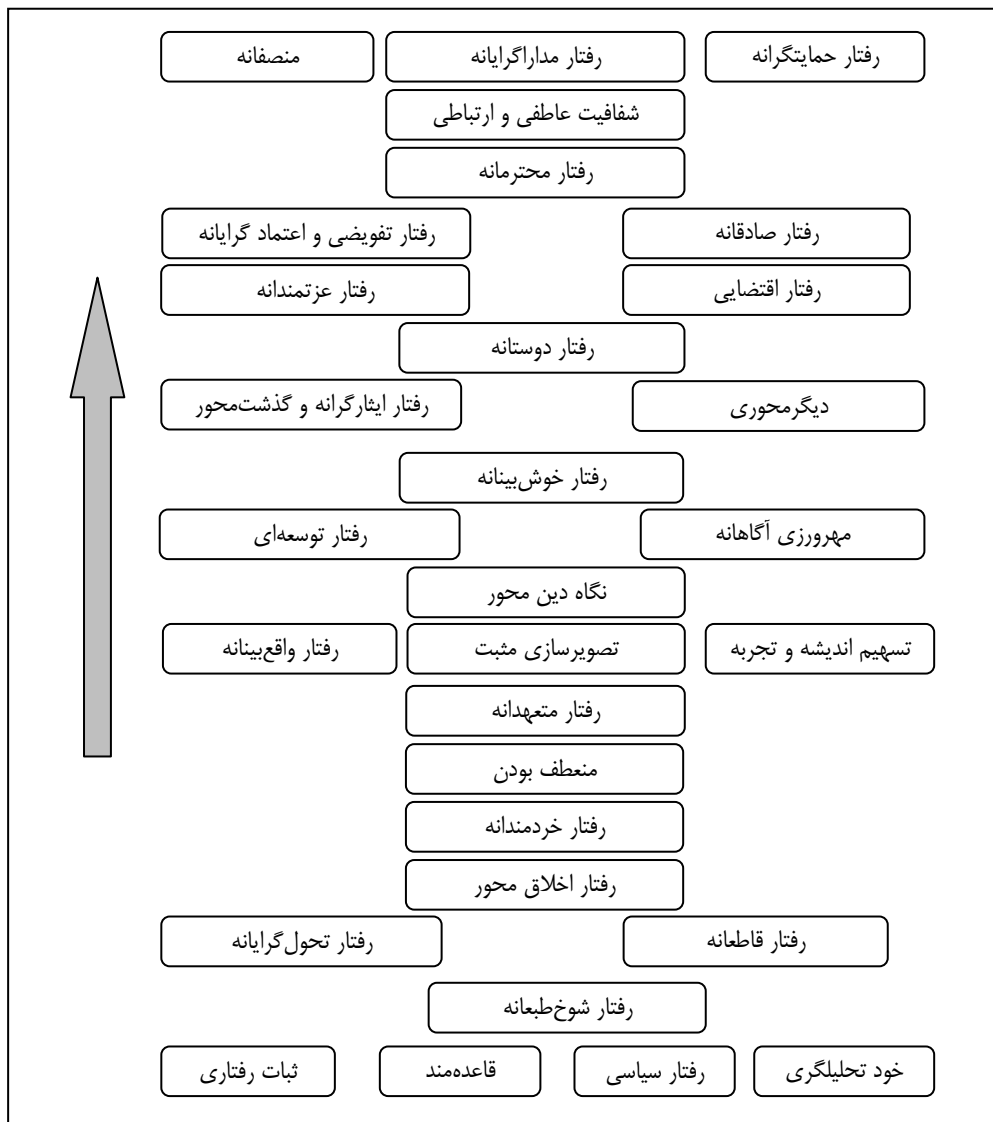 رفتار حمایتگرانه
رفتار مداراگرایانه
منصفانه
شفافیت عاطفی و ارتباطی
رفتار محترمانه
رفتار صادقانه
رفتار تفویضی و اعتماد گرایانه
رفتار اقتضایی
رفتار عزتمندانه
رفتار دوستانه
دیگرمحوری
رفتار ایثارگرانه و گذشت‌محور
رفتار خوش‌بینانه
مهرورزی آگاهانه
رفتار توسعه‌ای
نگاه دین محور
تسهیم اندیشه و تجربه
تصویرسازی مثبت
رفتار واقع‌بینانه
رفتار متعهدانه
منعطف بودن
رفتار خردمندانه
رفتار اخلاق محور
رفتار قاطعانه
رفتار تحول‌گرایانه
رفتار شوخ‌طبعانه
خود تحلیلگری
رفتار سیاسی
قاعده‌مند
ثبات رفتاری